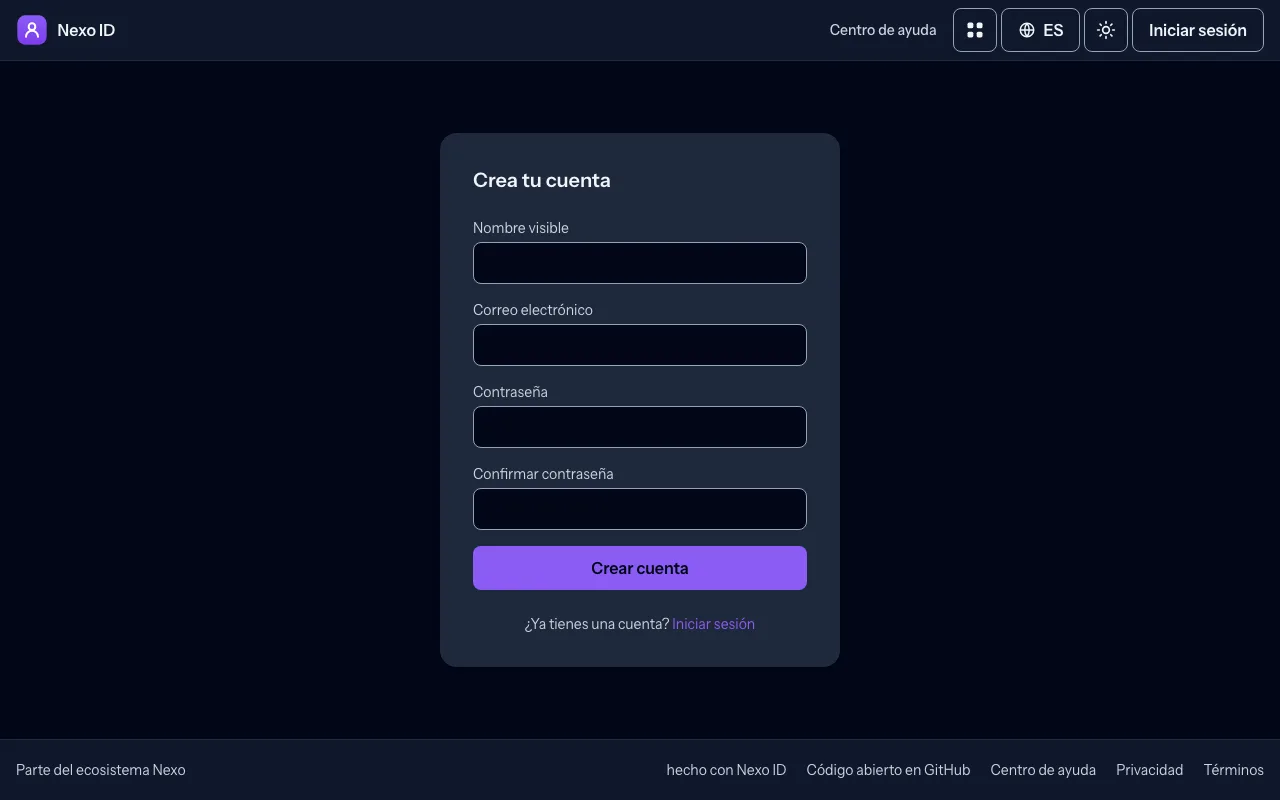 Nexo ID
Centro de ayuda
ES
Iniciar sesión
Crea tu cuenta
Nombre visible
Correo electrónico
Contraseña
Confirmar contraseña
Crear cuenta
¿Ya tienes una cuenta? Iniciar sesión
Parte del ecosistema Nexo
hecho con Nexo ID
Código abierto en GitHub
Centro de ayuda
Privacidad
Términos